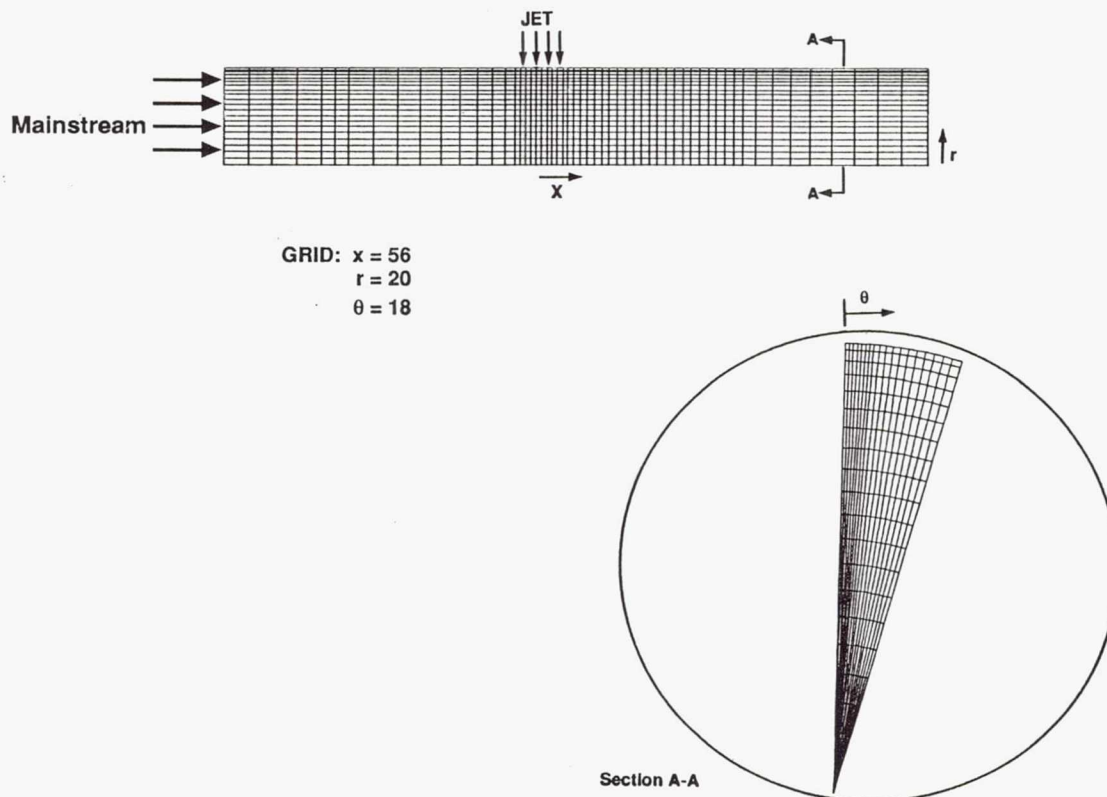 JET
A
Mainstream
r
X
A
GRID: x = 56
r = 20
θ = 18
θ
Section A-A